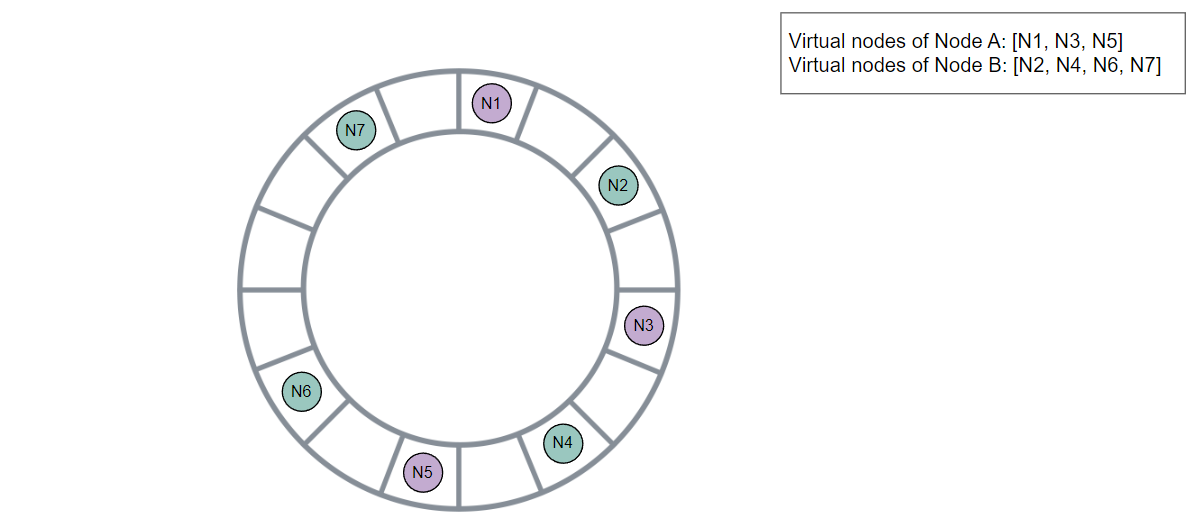 Virtual nodes of Node A: [N1, N3, N5]
Virtual nodes of Node B: [N2, N4, N6, N7]
N1
N7
N2
N3
N6
N4
N5